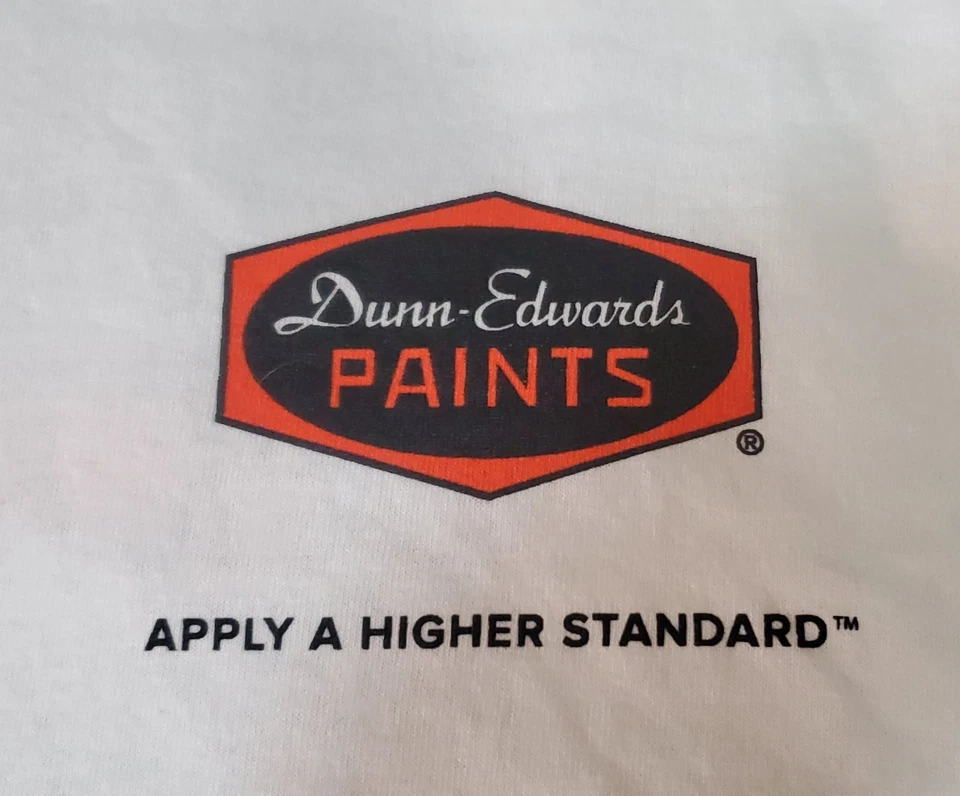 Dunn-Edwards
PAINTS
®
APPLY A HIGHER STANDARD™